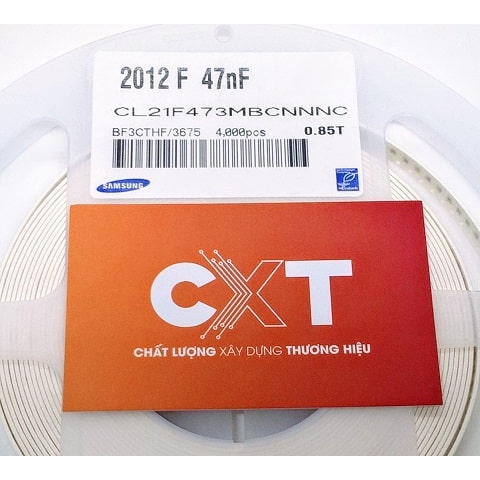 2012 F 47nF
CL21F473MBCNNNC
BF3CTHF/3675 4,000pcs 0.85T
SAMSUNG
CXT
CHẤT LƯỢNG XÂY DỰNG THƯƠNG HIỆU